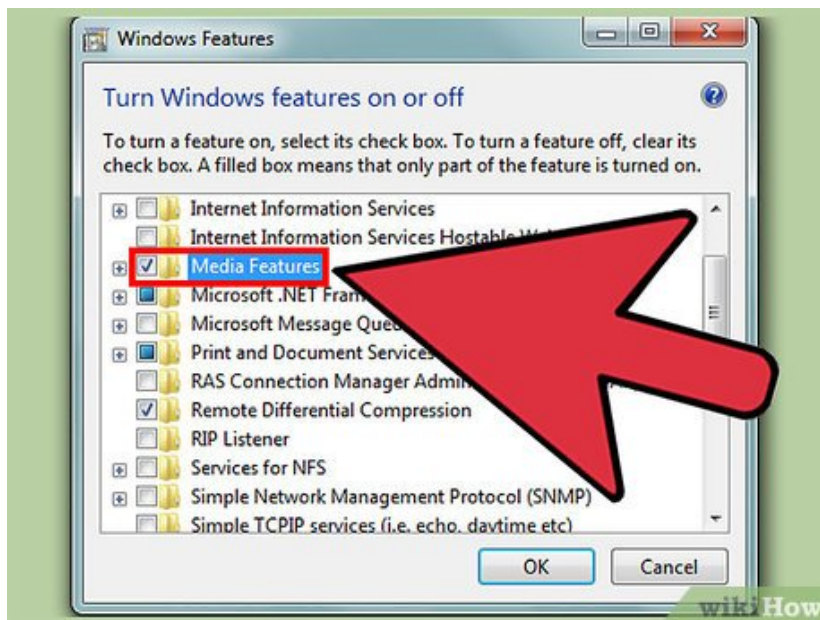 Windows Features
Turn Windows features on or off
To turn a feature on, select its check box. To turn a feature off, clear its
check box. A filled box means that only part of the feature is turned on.
Internet Information Services
Internet Information Services Hostable
Media Features
Microsoft .NET
Microsoft Message
Print and Document Services
RAS Connection Manager
Remote Differential Compression
RIP Listener
Services for NFS
Simple Network Management Protocol (SNMP)
Simple TCPIP services (i.e. echo, daytime etc)
OK
Cancel
wikiHow